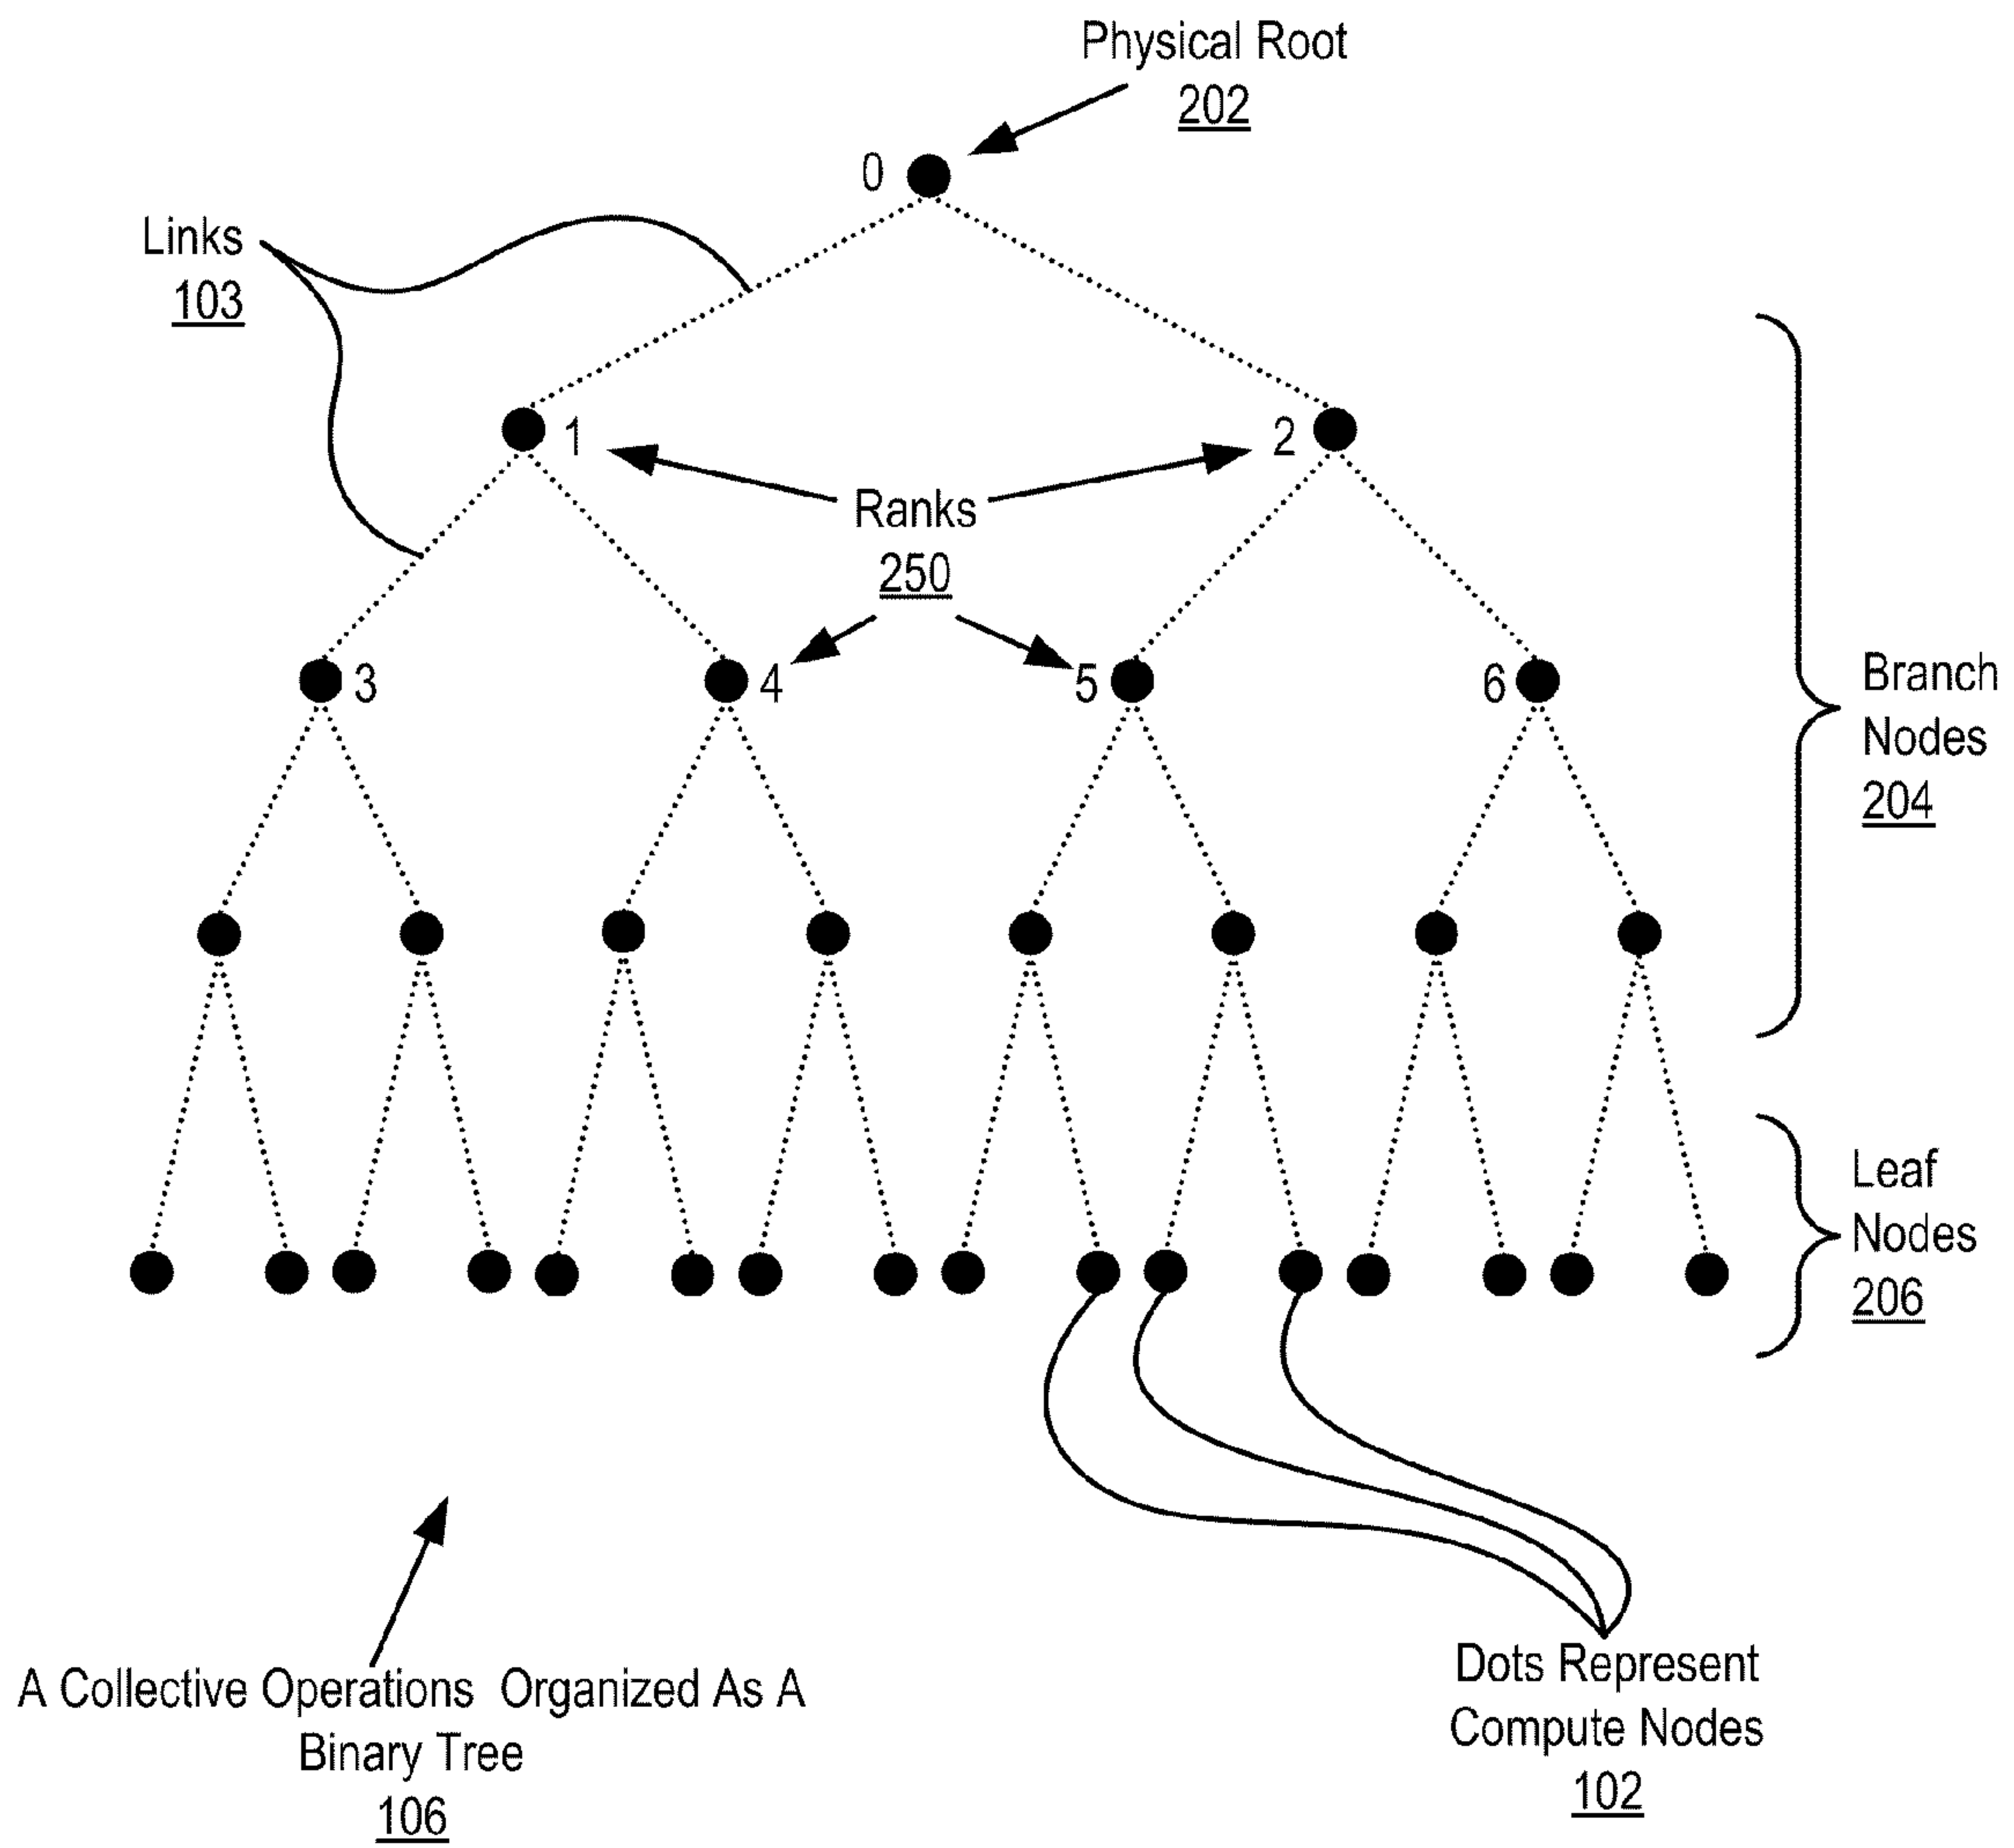 Physical Root
202
0
Links
103
1
2
Ranks
250
3
4
5
6
Branch
Nodes
204
Leaf
Nodes
206
A Collective Operations Organized As A
Binary Tree
106
Dots Represent
Compute Nodes
102